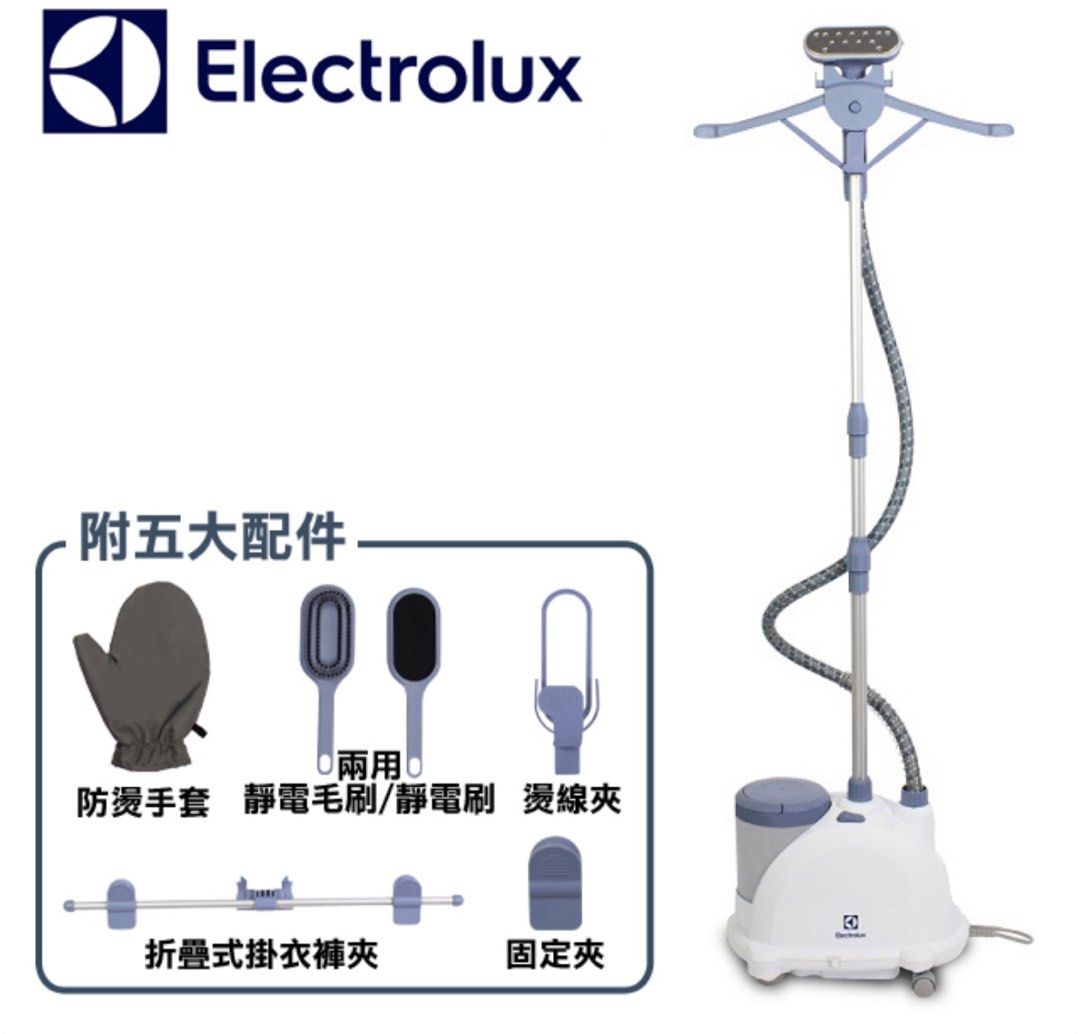 Electrolux
附五大配件
防燙手套
兩用
靜電毛刷/靜電刷
燙線夾
折疊式掛衣褲夾
固定夾
Electrolux